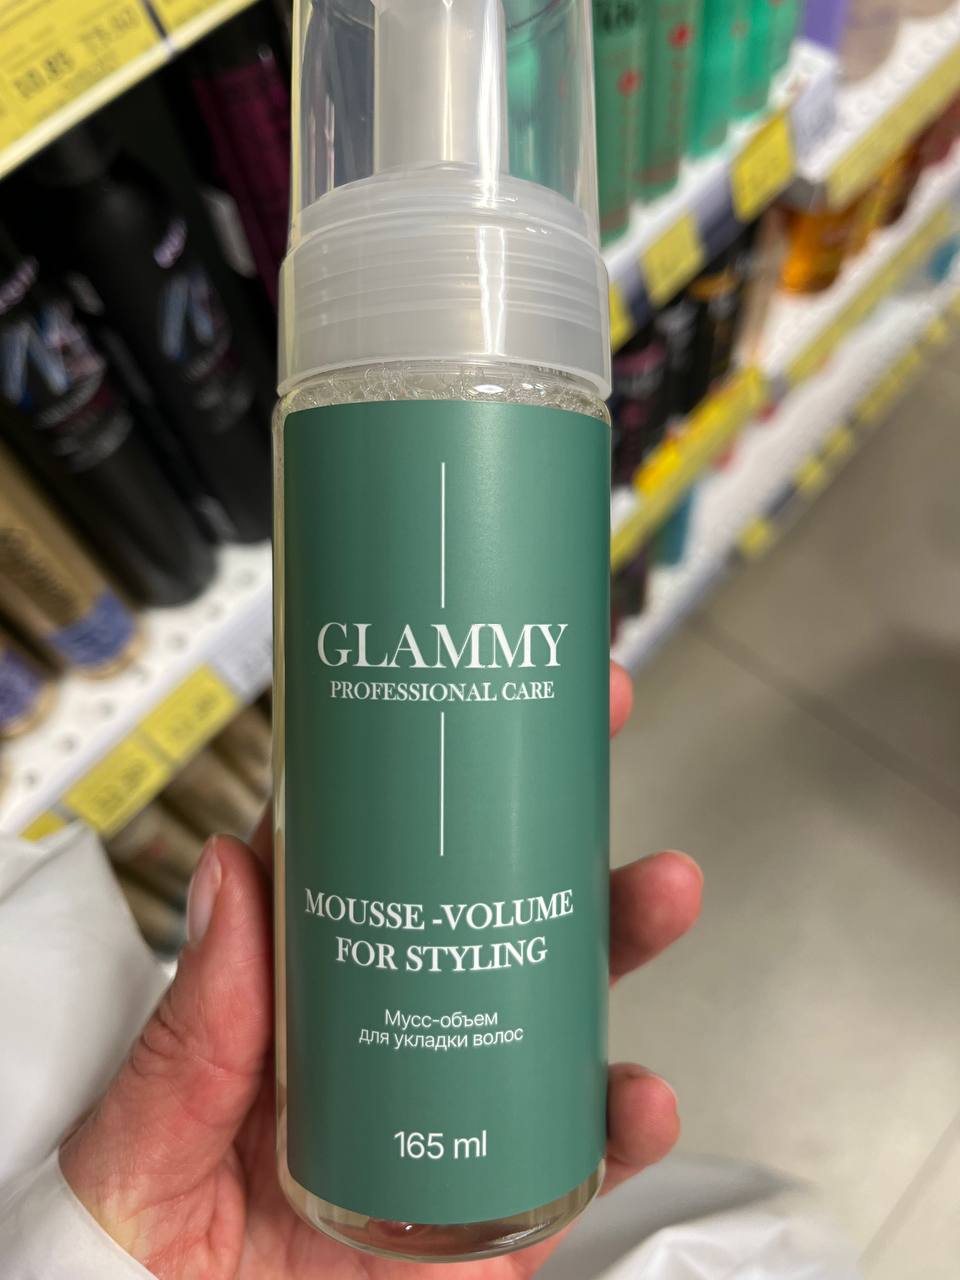 GLAMMY
PROFESSIONAL CARE
MOUSSE -VOLUME
FOR STYLING
Мусс-объем
для укладки волос
165 ml